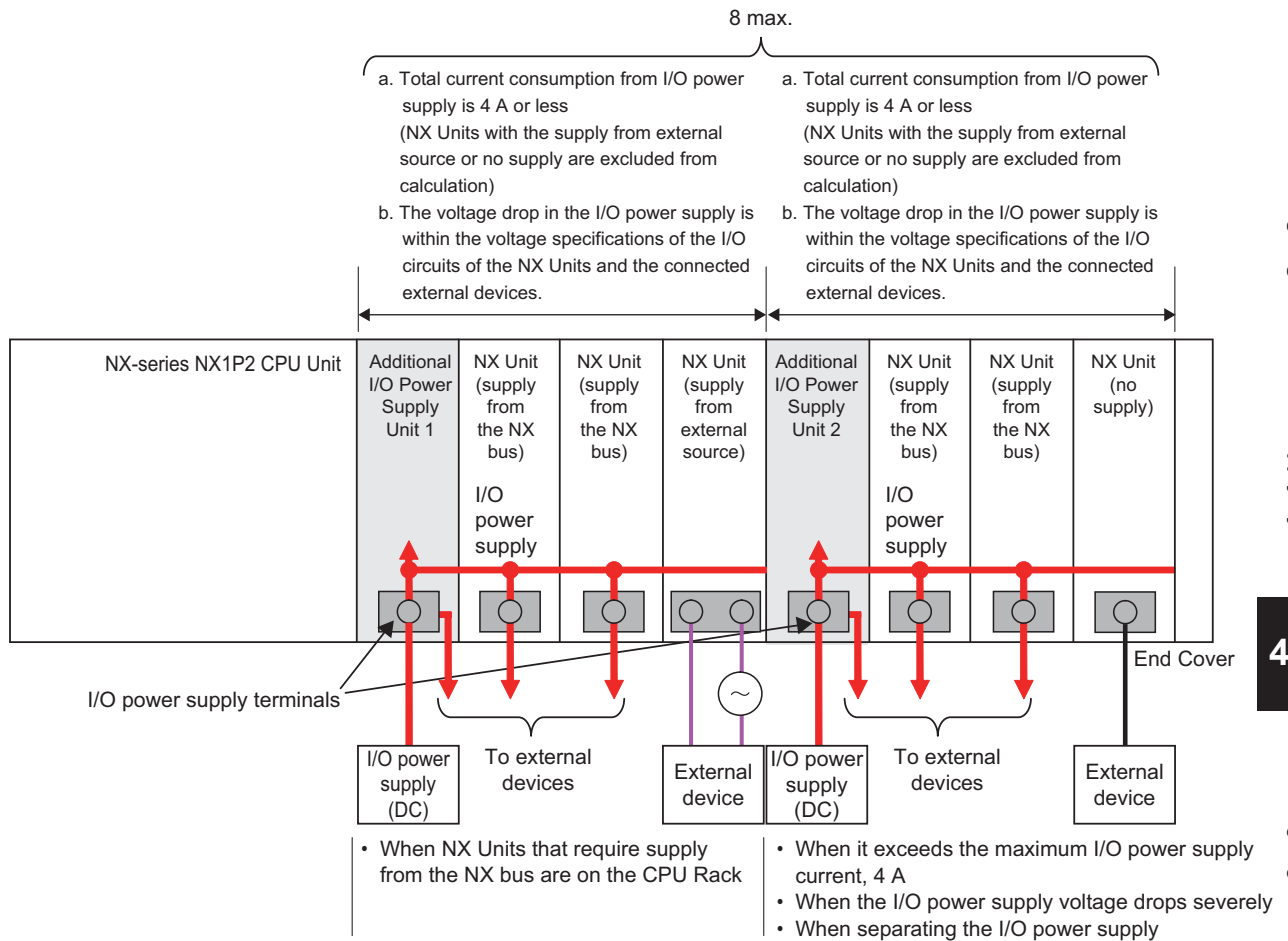 8 max.
a. Total current consumption from I/O power
supply is 4 A or less
(NX Units with the supply from external
source or no supply are excluded from
calculation)
b. The voltage drop in the I/O power supply is
within the voltage specifications of the I/O
circuits of the NX Units and the connected
external devices.
a. Total current consumption from I/O power
supply is 4 A or less
(NX Units with the supply from external
source or no supply are excluded from
calculation)
b. The voltage drop in the I/O power supply is
within the voltage specifications of the I/O
circuits of the NX Units and the connected
external devices.
NX-series NX1P2 CPU Unit
Additional
I/O Power
Supply
Unit 1
NX Unit
(supply
from
the NX
bus)
I/O
power
supply
NX Unit
(supply
from
the NX
bus)
NX Unit
(supply
from
external
source)
Additional
I/O Power
Supply
Unit 2
NX Unit
(supply
from
the NX
bus)
I/O
power
supply
NX Unit
(supply
from
the NX
bus)
NX Unit
(no
supply)
End Cover
4
I/O power supply terminals
I/O power
supply
(DC)
To external
devices
External
device
I/O power
supply
(DC)
To external
devices
External
device
• When NX Units that require supply
from the NX bus are on the CPU Rack
• When it exceeds the maximum I/O power supply
current, 4 A
• When the I/O power supply voltage drops severely
• When separating the I/O power supply